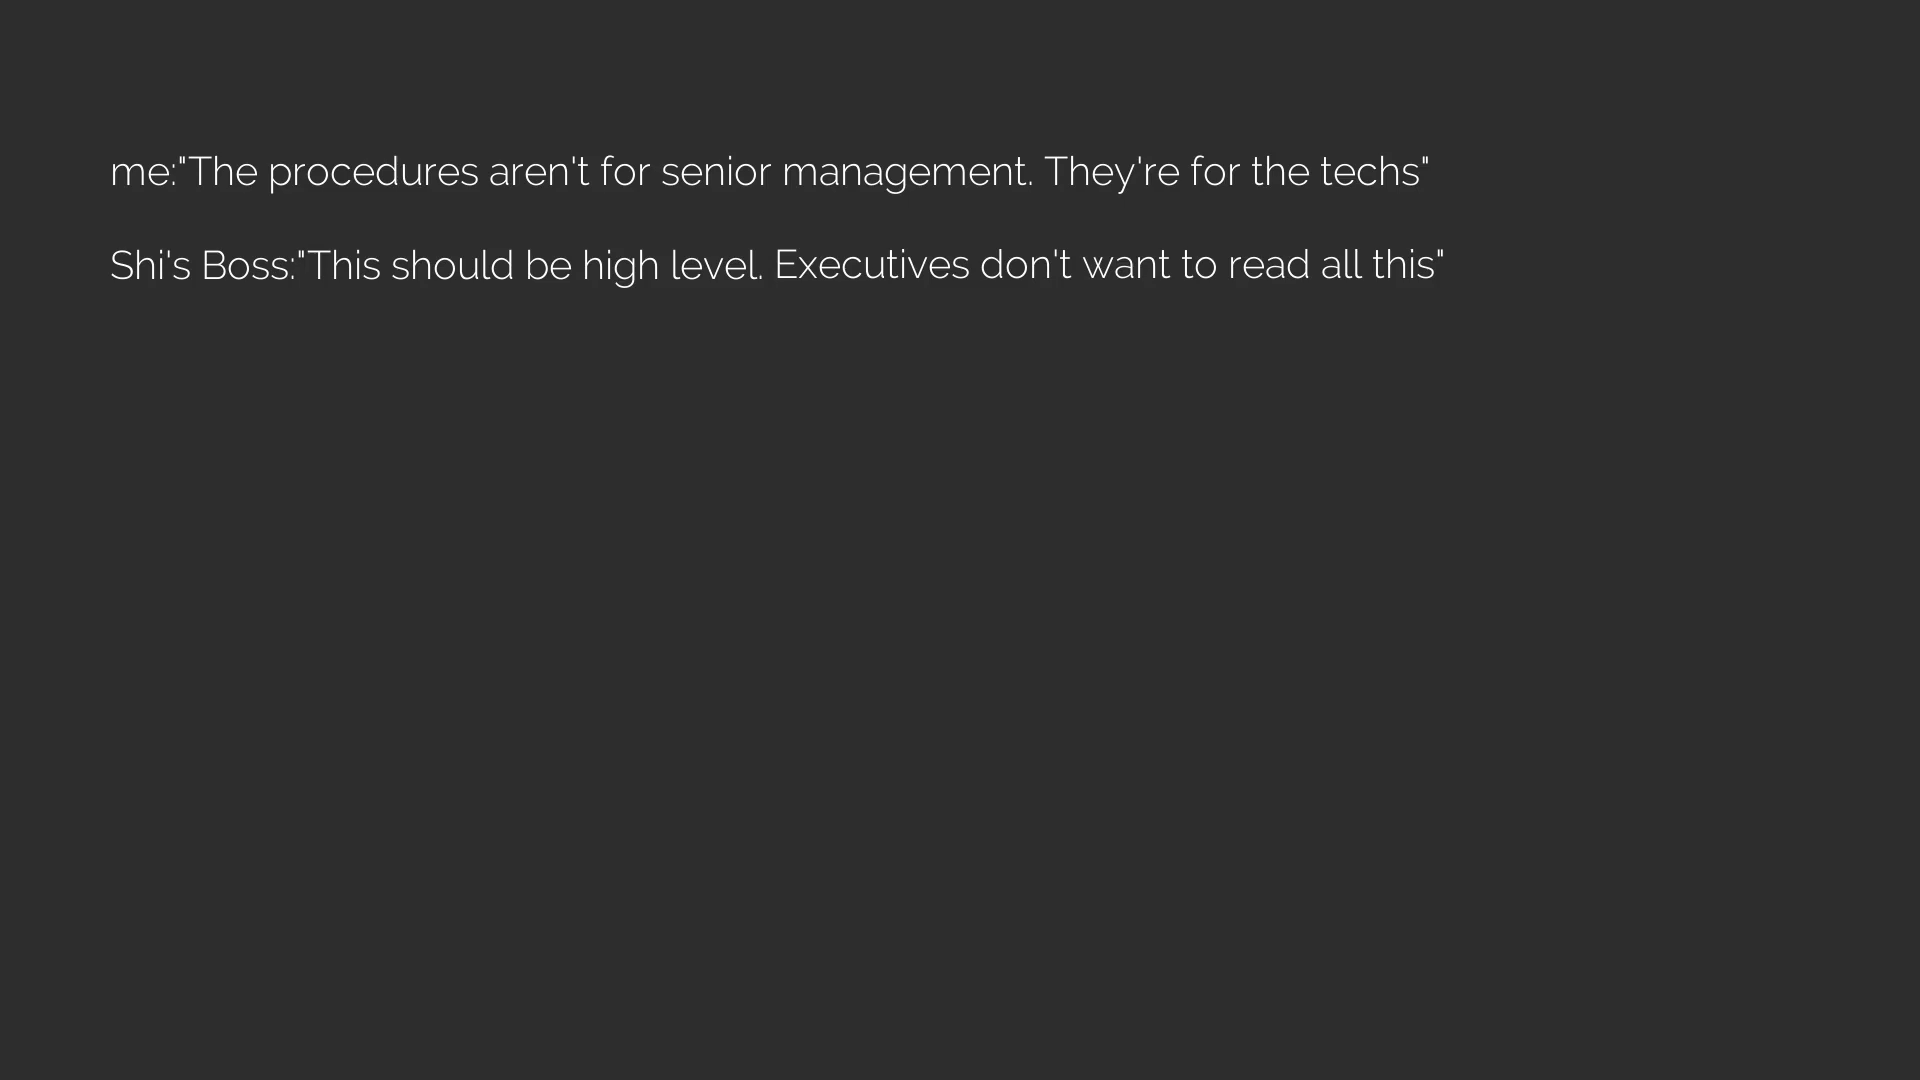 me:"The procedures aren't for senior management. They're for the techs"
Shi's Boss:"This should be high level. Executives don't want to read all this"